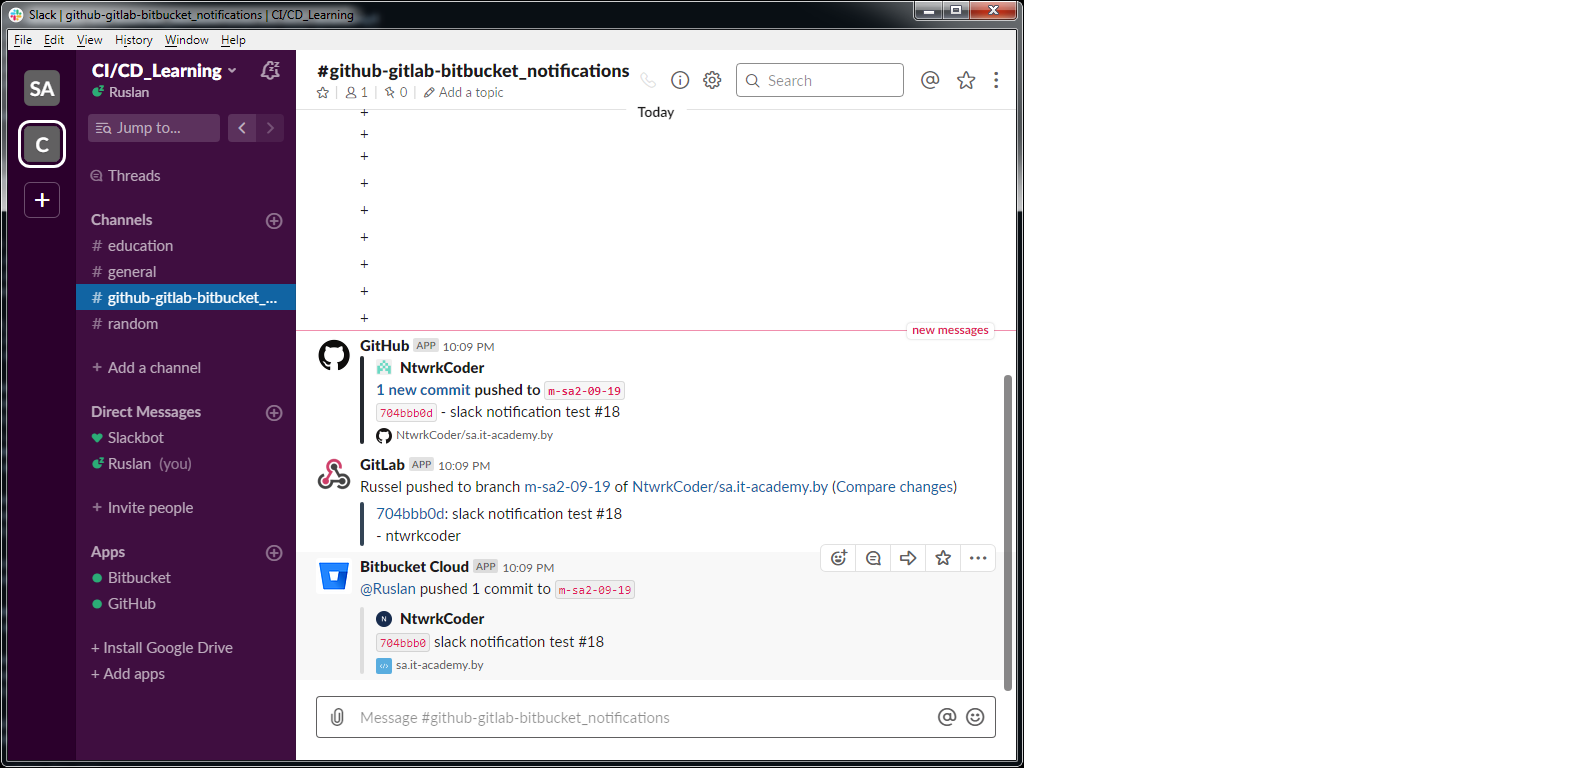 Slack | github-gitlab-bitbucket_notifications | CI/CD_Learning
File Edit View History Window Help
SA
C
+
CI/CD_Learning
Ruslan
Jump to...
Threads
Channels
# education
# general
# github-gitlab-bitbucket_...
# random
+ Add a channel
Direct Messages
Slackbot
Ruslan (you)
+ Invite people
Apps
Bitbucket
GitHub
+ Install Google Drive
+ Add apps
#github-gitlab-bitbucket_notifications
1 | 0 | Add a topic
Search
Today
+
+
+
+
+
+
+
+
+
new messages
GitHub APP 10:09 PM
NtwrkCoder
1 new commit pushed to m-sa2-09-19
704bbb0d - slack notification test #18
NtwrkCoder/sa.it-academy.by
GitLab APP 10:09 PM
Russel pushed to branch m-sa2-09-19 of NtwrkCoder/sa.it-academy.by (Compare changes)
704bbb0d: slack notification test #18
- ntwrkcoder
Bitbucket Cloud APP 10:09 PM
@Ruslan pushed 1 commit to m-sa2-09-19
N NtwrkCoder
704bbb0 slack notification test #18
sa.it-academy.by
Message #github-gitlab-bitbucket_notifications